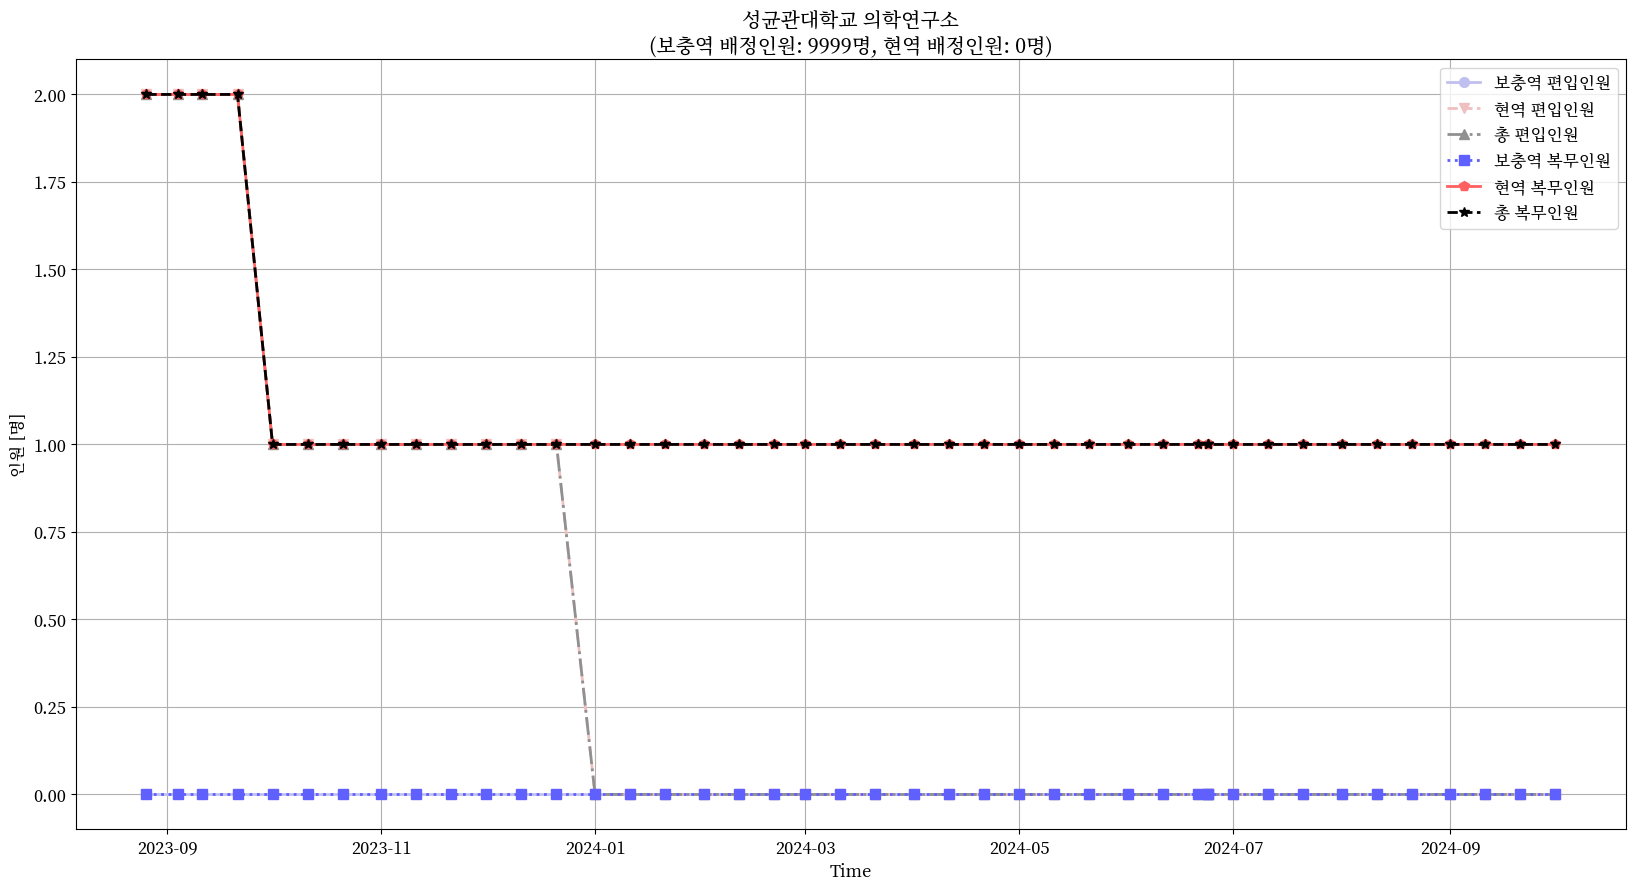 성균관대학교 의학연구소
(보충역 배정인원: 9999명, 현역 배정인원: 0명)
보충역 편입인원
현역 편입인원
총 편입인원
보충역 복무인원
현역 복무인원
총 복무인원
인원 [명]
2.00
1.75
1.50
1.25
1.00
0.75
0.50
0.25
0.00
2023-09
2023-11
2024-01
2024-03
2024-05
2024-07
2024-09
Time